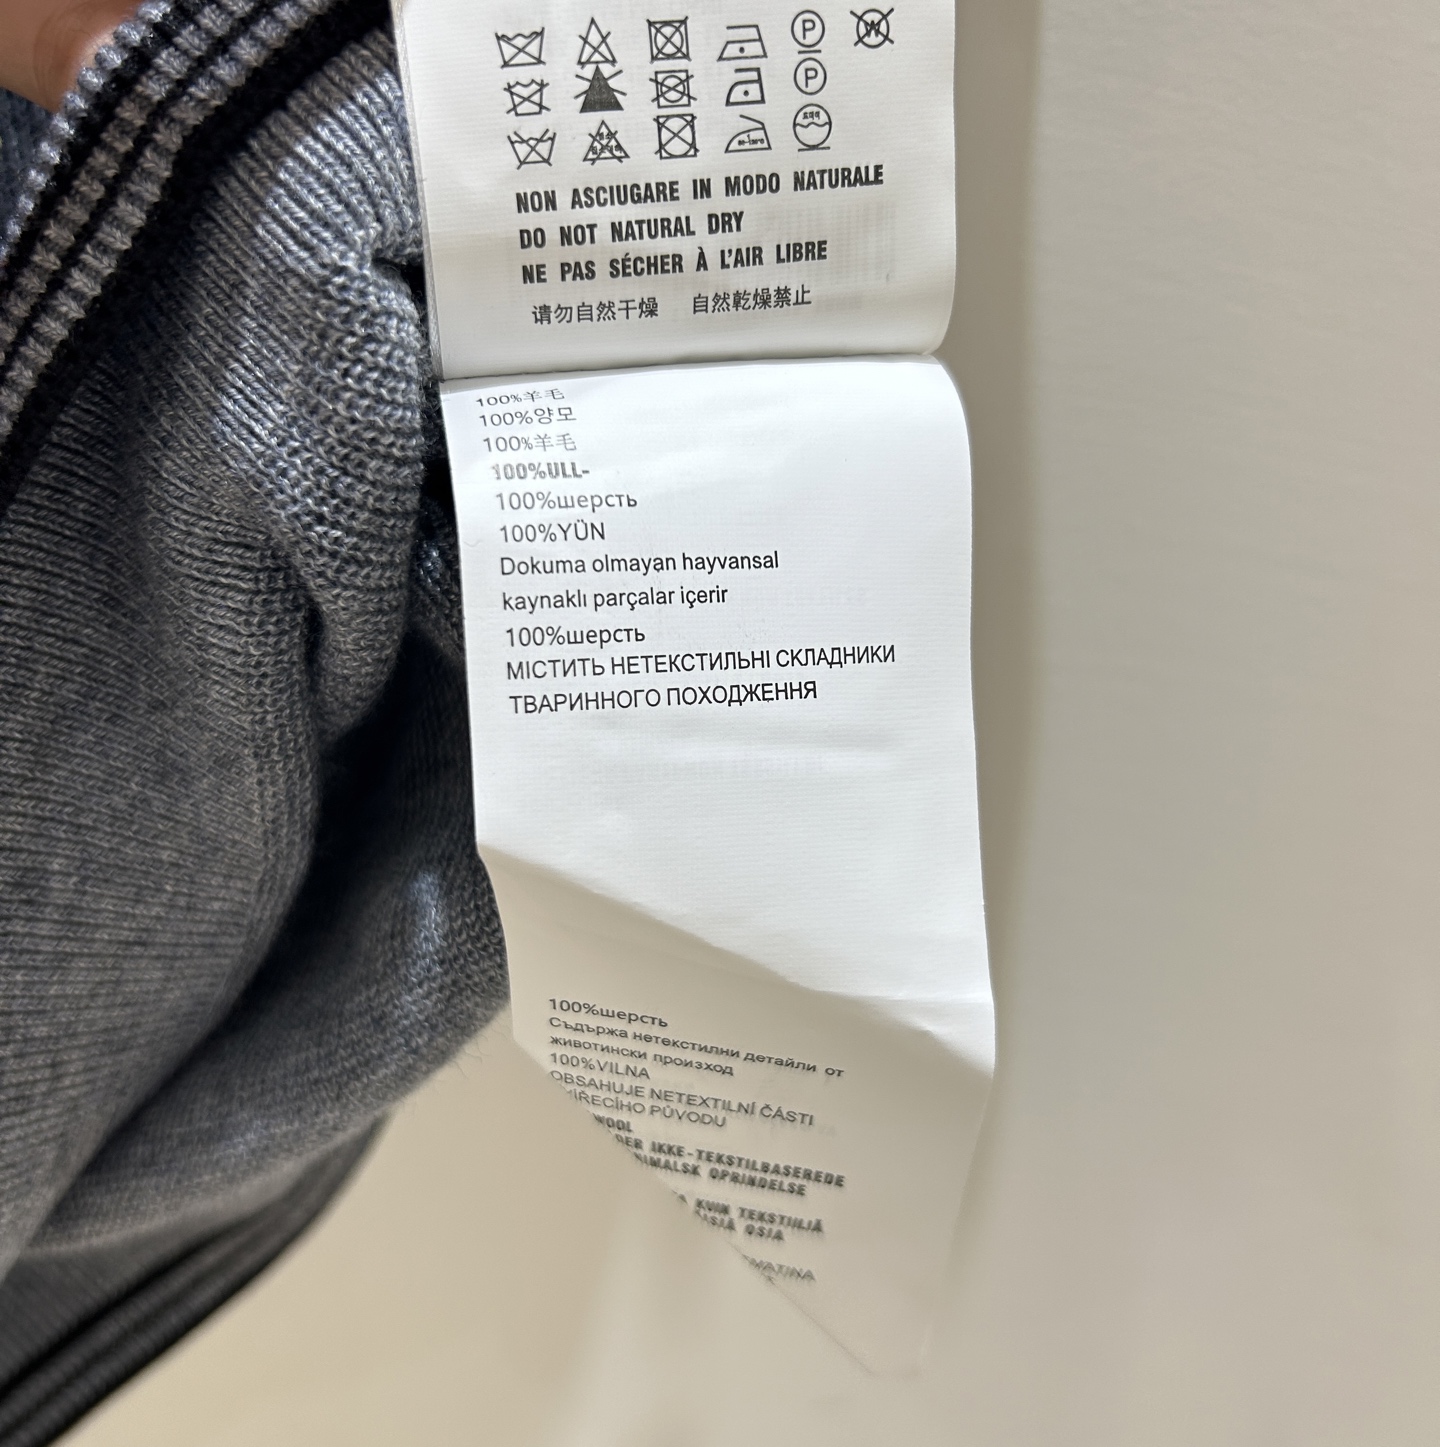 P
W
P
NON ASCIUGARE IN MODO NATURALE
DO NOT NATURAL DRY
NE PAS SÉCHER À L'AIR LIBRE
请勿自然干燥 自然乾燥禁止
100%羊毛
100%양모
100%羊毛
100%ULL-
100%шерсть
100%YÜN
Dokuma olmayan hayvansal
kaynaklı parçalar içerir
100%шерсть
МІСТИТЬ НЕТЕКСТИЛЬНІ СКЛАДНИКИ
ТВАРИННОГО ПОХОДЖЕННЯ
100%шерсть
Съдържа нетекстилни детайли от
животински произход
100%VILNA
OBSAHUJE NETEXTILNÍ ČÁSTI
PŮVODU
WOOL
IKKE-TEKSTILBASEREDE
OPRINDELSE
KUIN TEKSTIILIÄ
OSIA